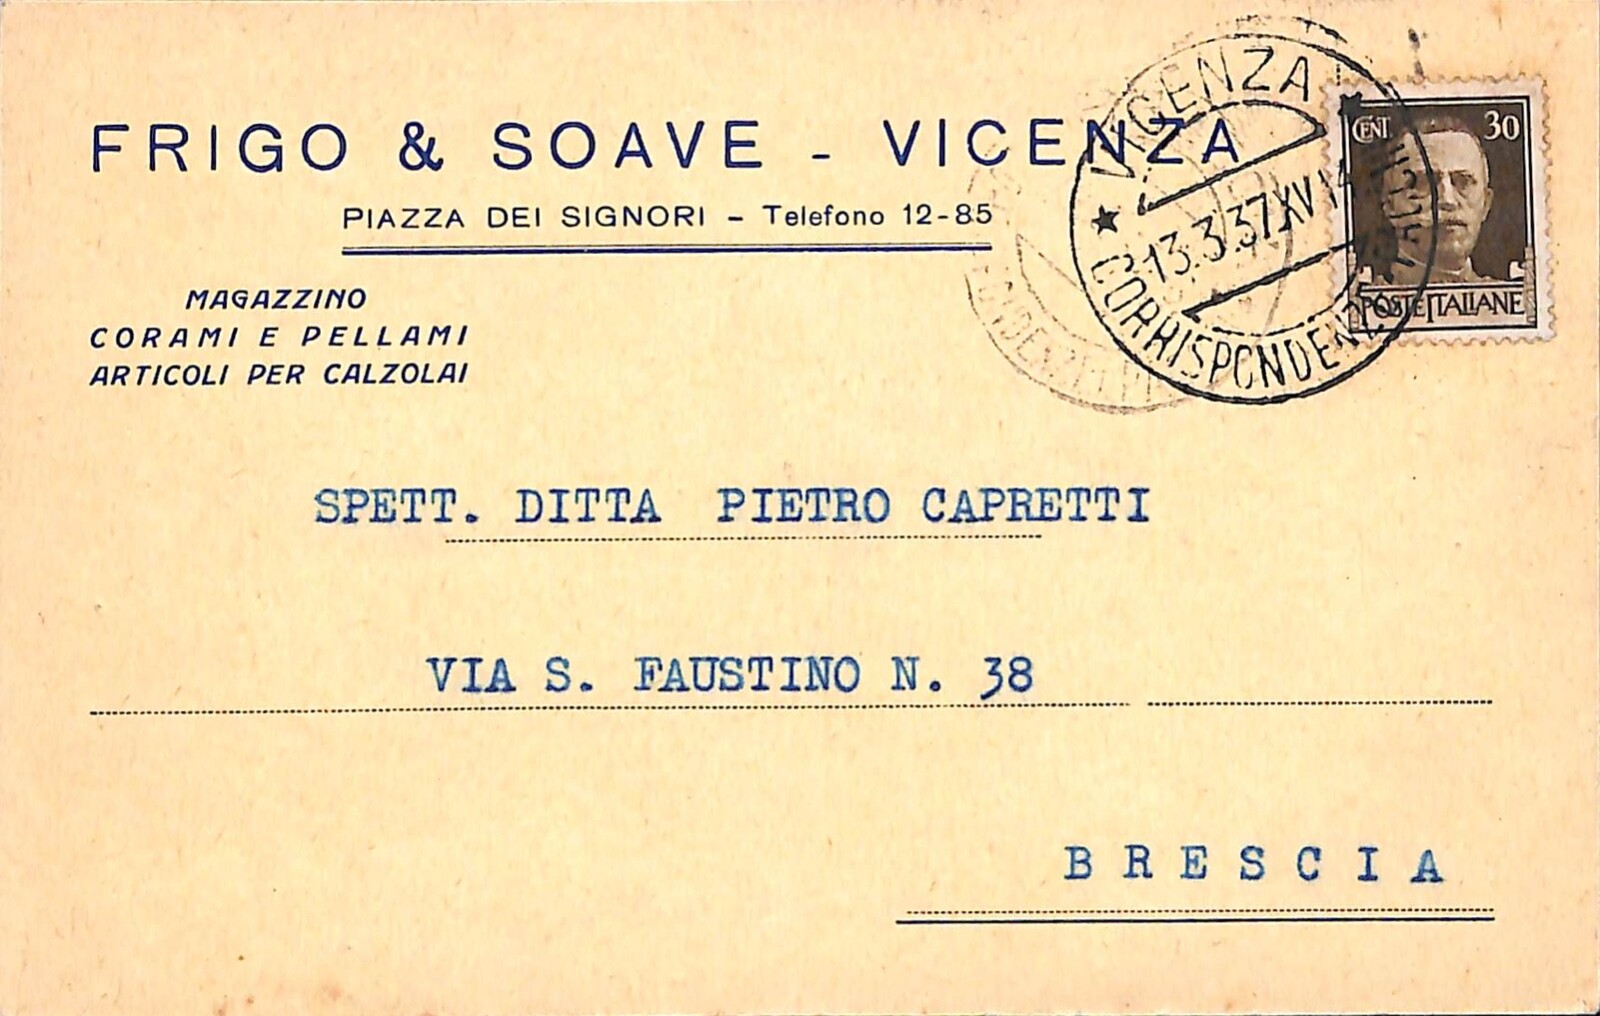 FRIGO & SOAVE - VICENZA
PIAZZA DEI SIGNORI - Telefono 12-85
MAGAZZINO
CORAMI E PELLAMI
ARTICOLI PER CALZOLAI
VICENZA
13.3.37 XV
CORRISPONDENZE
CENT 30
POSTE ITALIANE
SPETT. DITTA PIETRO CAPRETTI
VIA S. FAUSTINO N. 38
BRESCIA